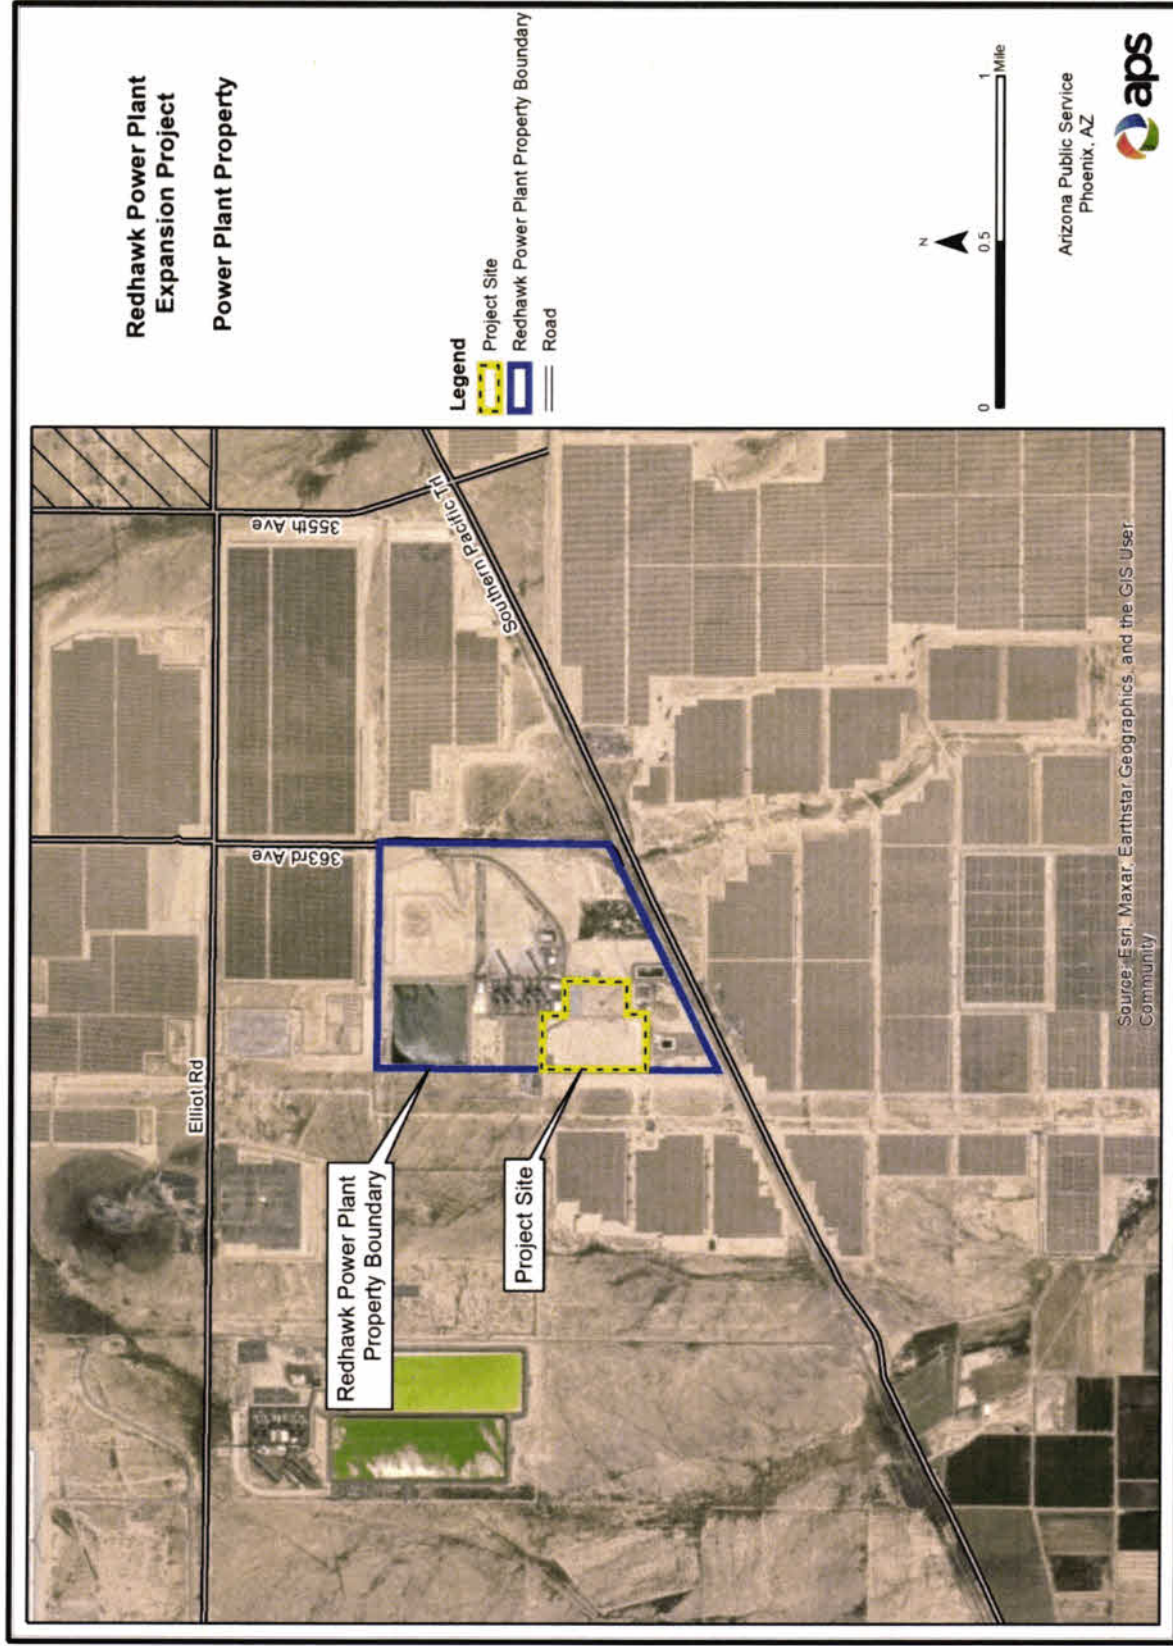 Redhawk Power Plant
Expansion Project
Power Plant Property
Legend
Project Site
Redhawk Power Plant Property Boundary
Road
N
0
0.5
1
Mile
Arizona Public Service
Phoenix, AZ
aps
Elliot Rd
363rd Ave
355th Ave
Southern Pacific Trl
Redhawk Power Plant
Property Boundary
Project Site
Source: Esri, Maxar, Earthstar Geographics, and the GIS User
Community